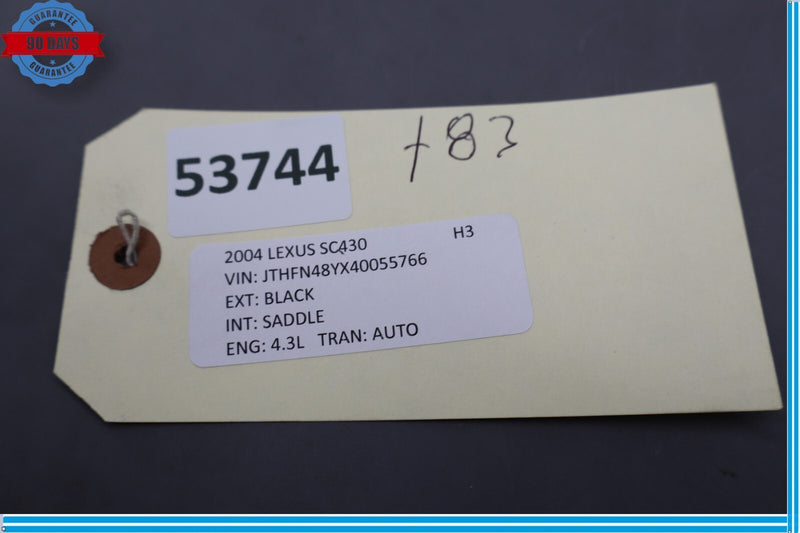 GUARANTEE
90 DAYS
GUARANTEE
53744
783
2004 LEXUS SC430 H3
VIN: JTHFN48YX40055766
EXT: BLACK
INT: SADDLE
ENG: 4.3L TRAN: AUTO